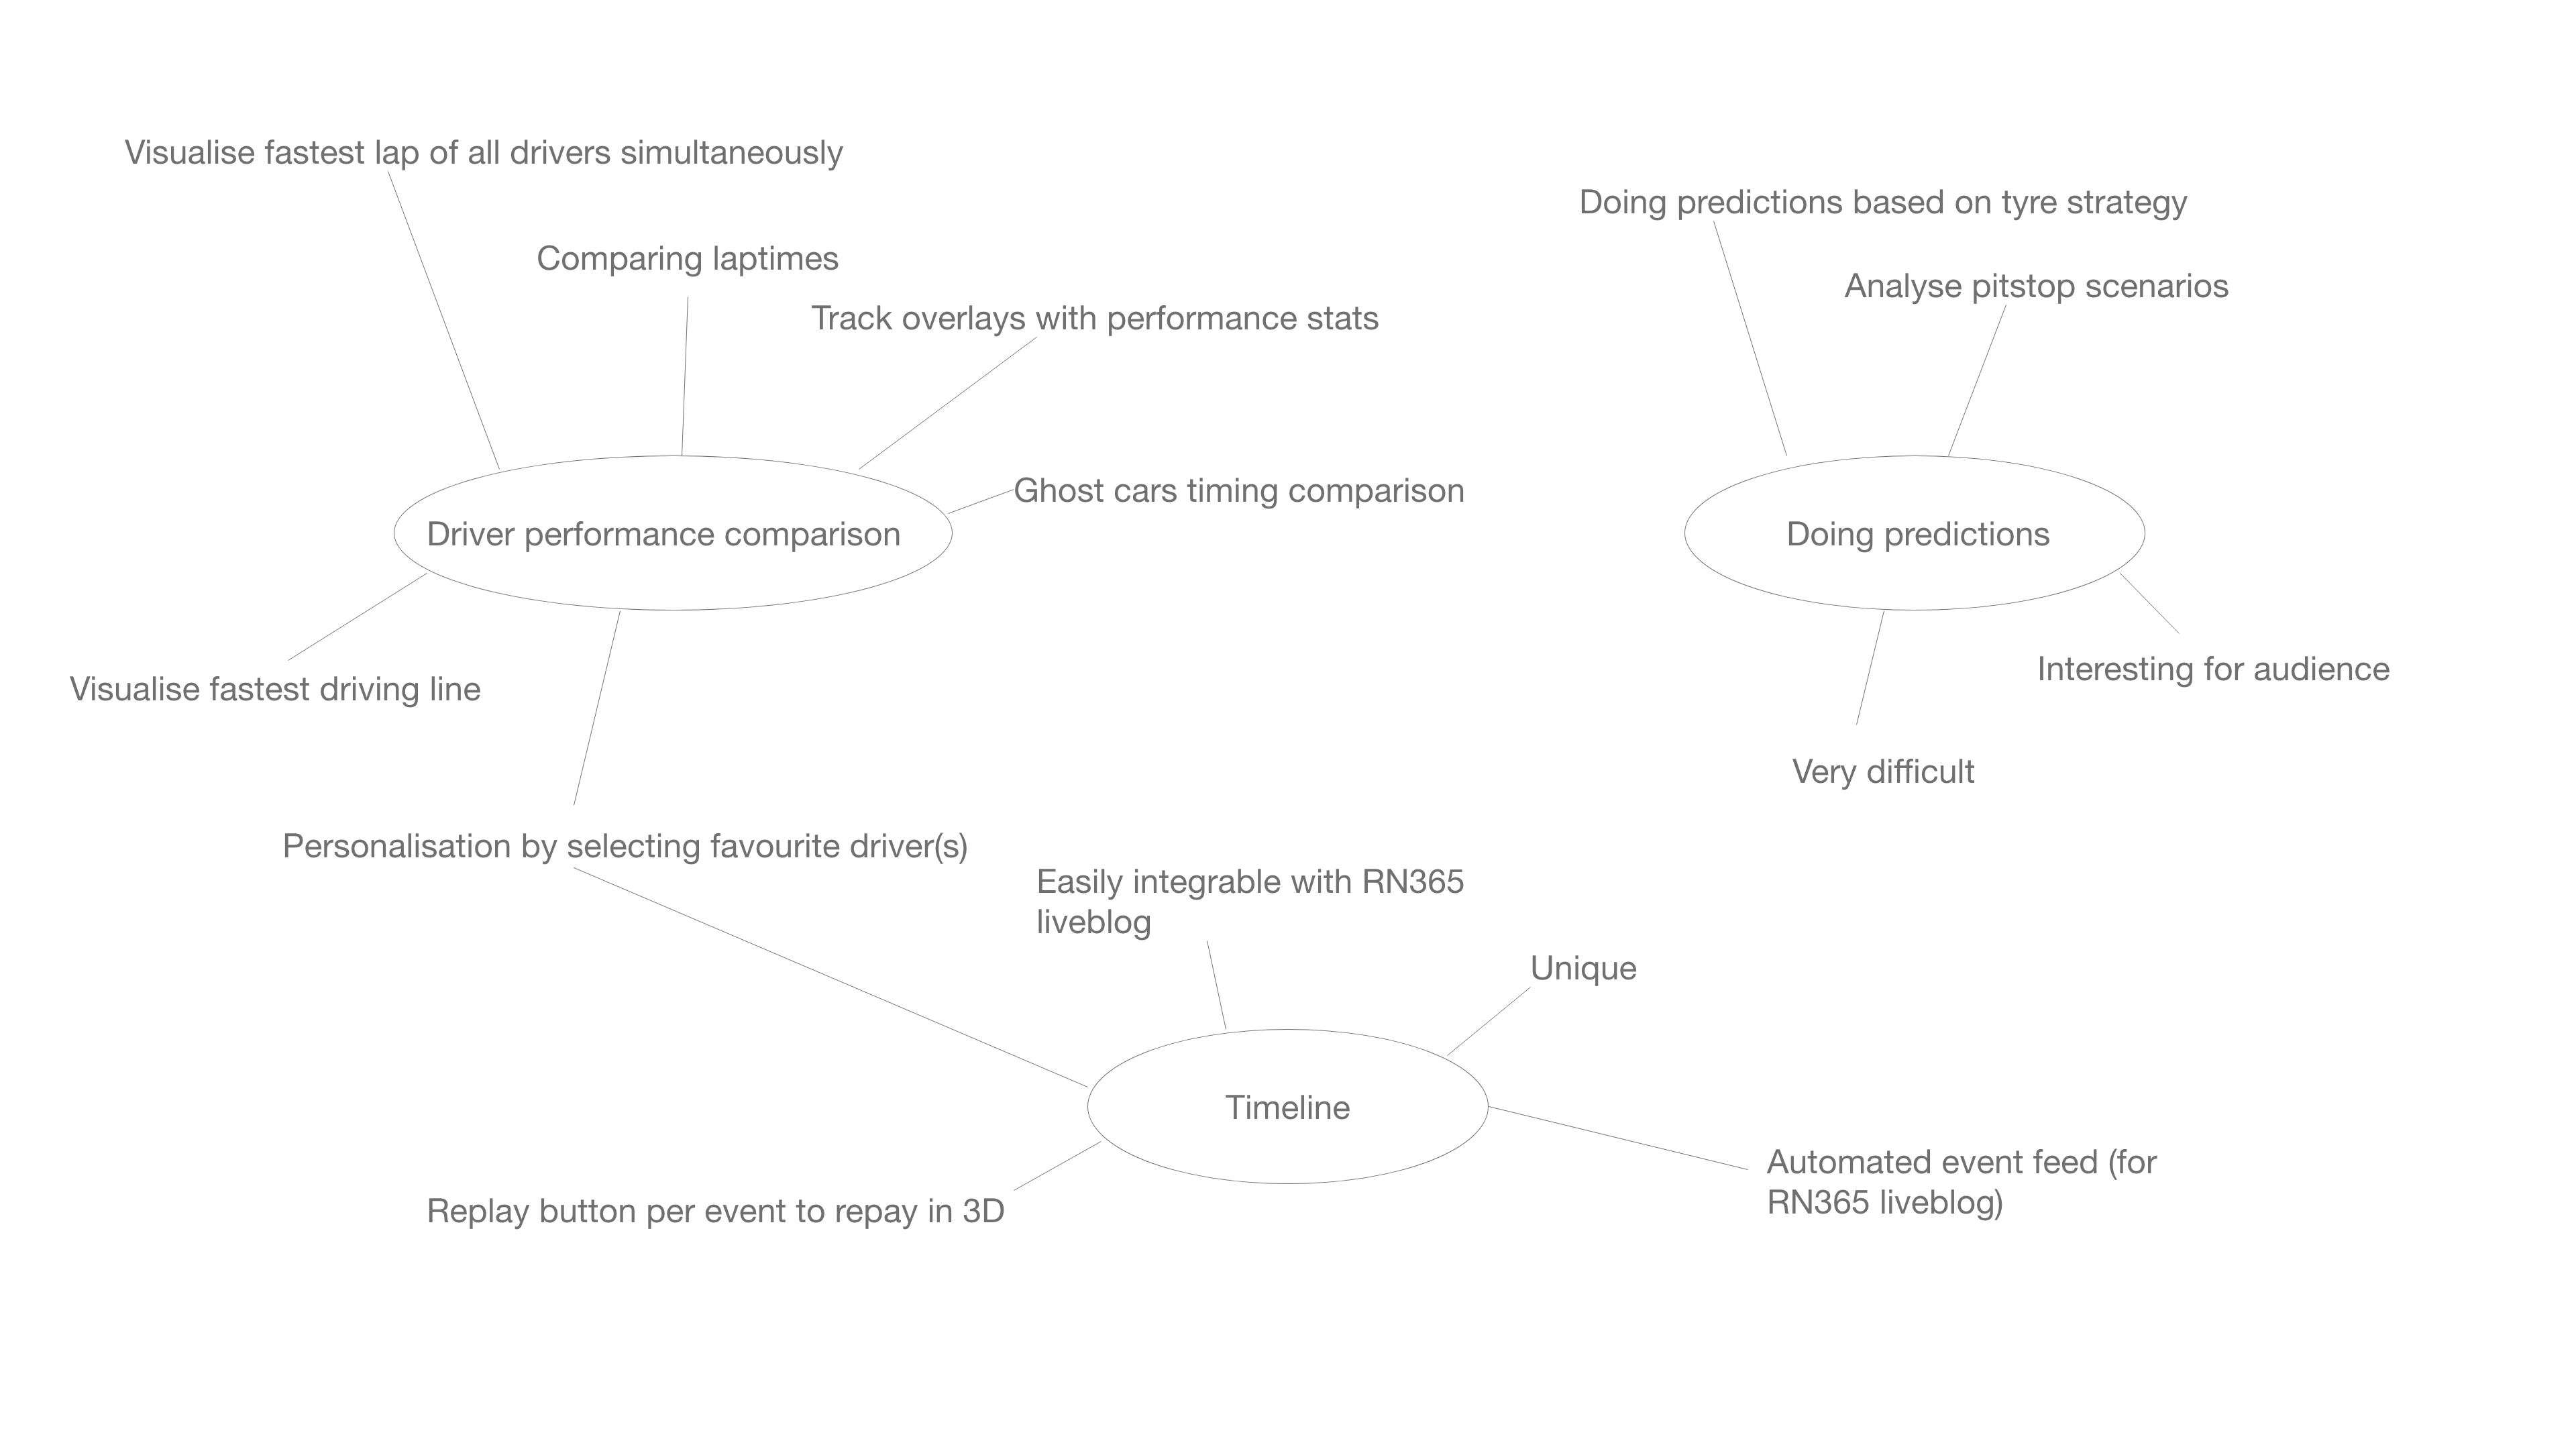 Visualise fastest lap of all drivers simultaneously
Doing predictions based on tyre strategy
Comparing laptimes
Analyse pitstop scenarios
Track overlays with performance stats
Ghost cars timing comparison
Driver performance comparison
Doing predictions
Visualise fastest driving line
Interesting for audience
Very difficult
Personalisation by selecting favourite driver(s)
Easily integrable with RN365
liveblog
Unique
Timeline
Automated event feed (for
RN365 liveblog)
Replay button per event to repay in 3D